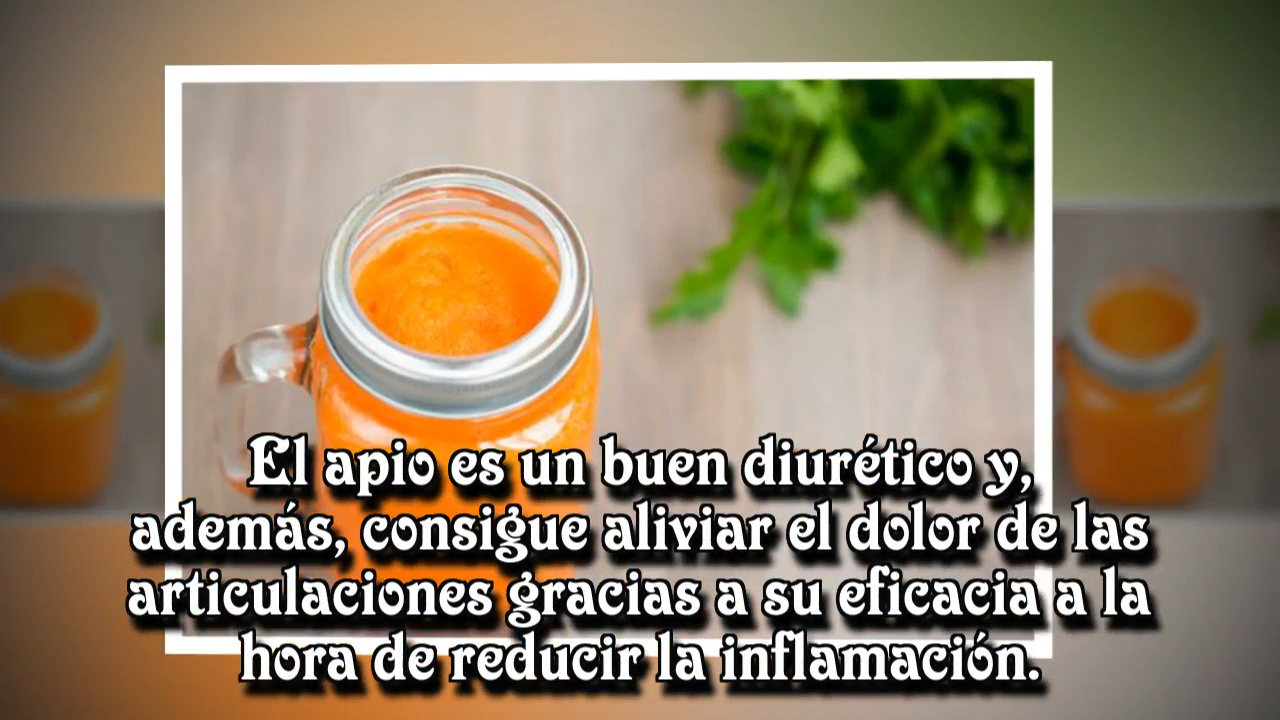 El apio es un buen diurético y,
además, consigue aliviar el dolor de las
articulaciones gracias a su eficacia a la
hora de reducir la inflamación.